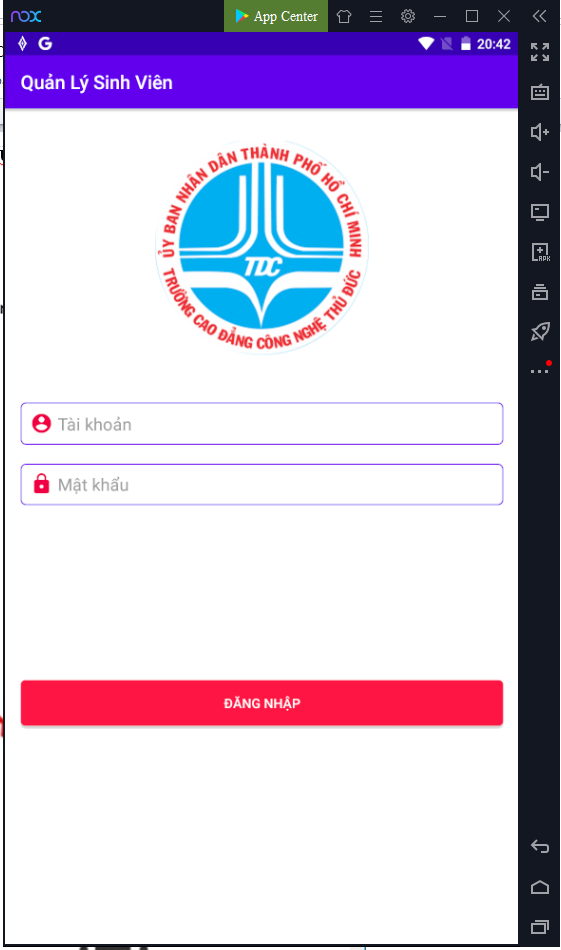 nox
App Center
G
20:42
Quản Lý Sinh Viên
ỦY BAN NHÂN DÂN THÀNH PHỐ HỒ CHÍ MINH
TDC
TRƯỜNG CAO ĐẲNG CÔNG NGHỆ THỦ ĐỨC
Tài khoản
Mật khẩu
ĐĂNG NHẬP
APK